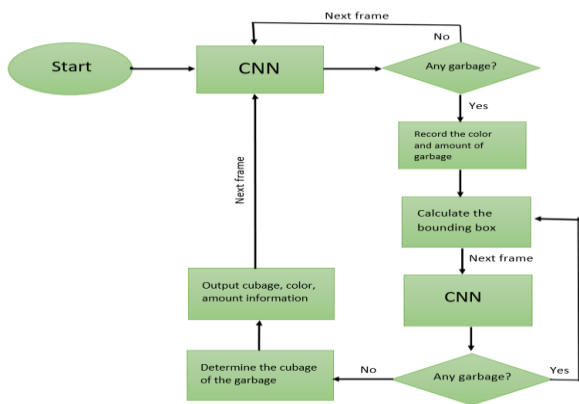 Next frame
No
Start
CNN
Any garbage?
Yes
Record the color
and amount of
garbage
Calculate the
bounding box
Next frame
Next frame
CNN
Output cubage, color,
amount information
Determine the cubage
of the garbage
No
Any garbage?
Yes